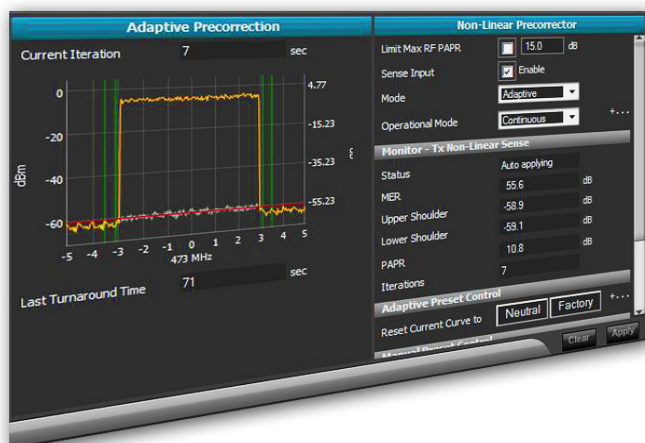 Adaptive Precorrection
Current Iteration 7 sec
0 4.77
-20 -15.23
-40 -35.23
-60 -55.23
dBm
-5 -4 -3 -2 -1 0 1 2 3 4 5
473 MHz
Last Turnaround Time 71 sec
Non-Linear Precorrector
Limit Max RF PAPR 15.0 dB
Sense Input Enable
Mode Adaptive
Operational Mode Continuous +...
Monitor - Tx Non-Linear Sense
Status Auto applying
MER 55.6 dB
Upper Shoulder -58.9 dB
Lower Shoulder -59.1 dB
PAPR 10.8 dB
Iterations 7
Adaptive Preset Control
Reset Current Curve to Neutral Factory +...
Manual Preset Control
Clear Apply